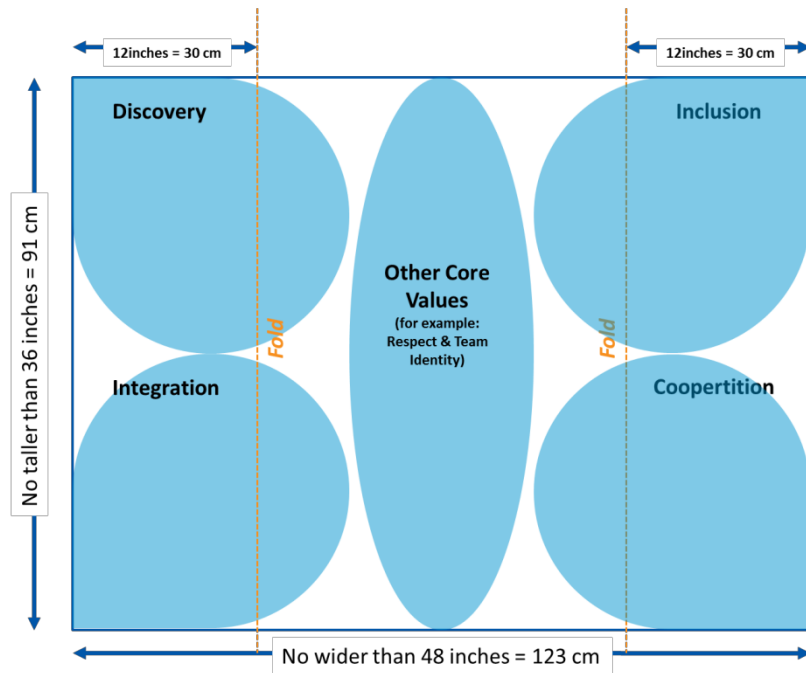 12inches = 30 cm
12inches = 30 cm
Discovery
Inclusion
No taller than 36 inches = 91 cm
Other Core
Values
(for example:
Respect & Team
Identity)
Fold
Fold
Integration
Coopertition
No wider than 48 inches = 123 cm